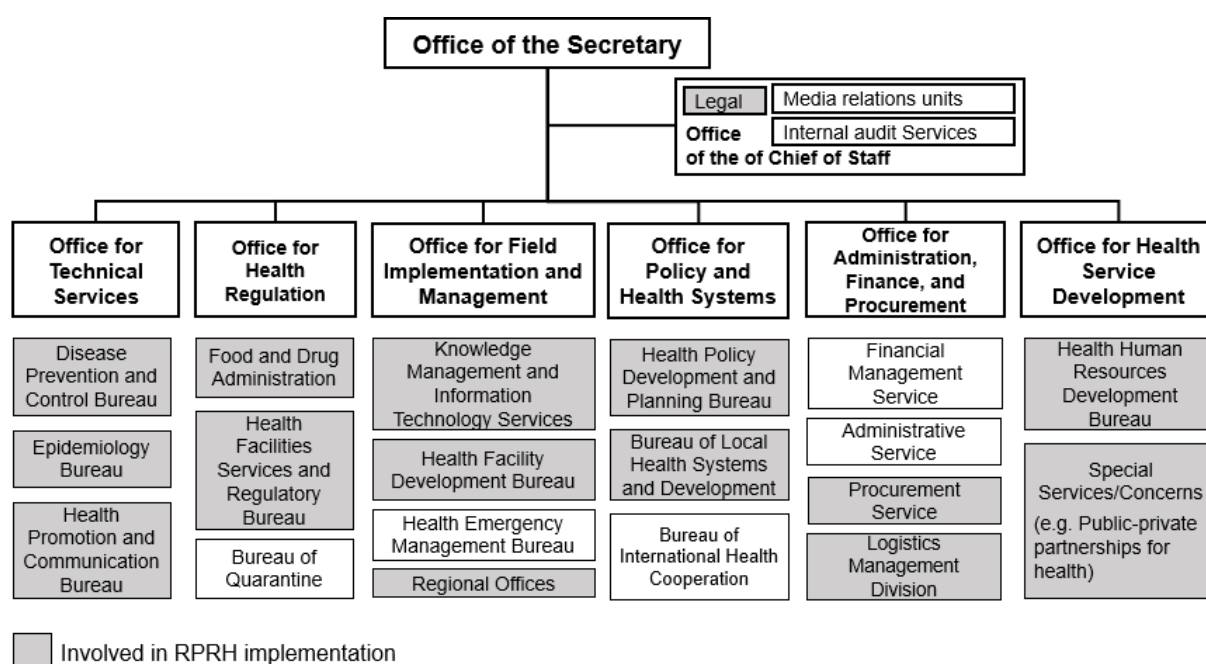 Office of the Secretary
Legal
Media relations units
Office
Internal audit Services
of the of Chief of Staff
Office for
Technical
Services
Office for
Health
Regulation
Office for Field
Implementation and
Management
Office for
Policy and
Health Systems
Office for
Administration,
Finance, and
Procurement
Office for Health
Service
Development
Disease
Prevention and
Control Bureau
Epidemiology
Bureau
Health
Promotion and
Communication
Bureau
Food and Drug
Administration
Health
Facilities
Services and
Regulatory
Bureau
Bureau of
Quarantine
Knowledge
Management and
Information
Technology Services
Health Facility
Development Bureau
Health Emergency
Management Bureau
Regional Offices
Health Policy
Development and
Planning Bureau
Bureau of Local
Health Systems
and Development
Bureau of
International Health
Cooperation
Financial
Management
Service
Administrative
Service
Procurement
Service
Logistics
Management
Division
Health Human
Resources
Development
Bureau
Special
Services/Concerns
(e.g. Public-private
partnerships for
health)
Involved in RPRH implementation